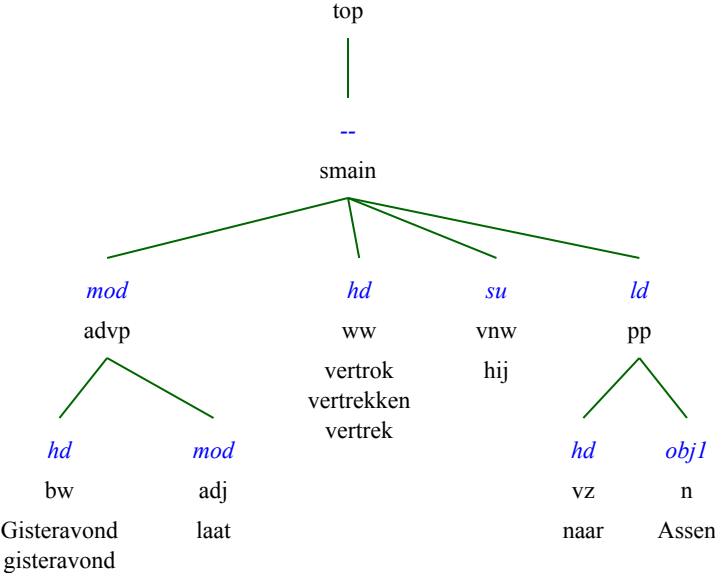 top
--
smain
mod hd su ld
advp ww vnw pp
vertrok hij
vertrekken
vertrek
hd mod hd obj1
bw adj vz n
Gisteravond laat naar Assen
gisteravond